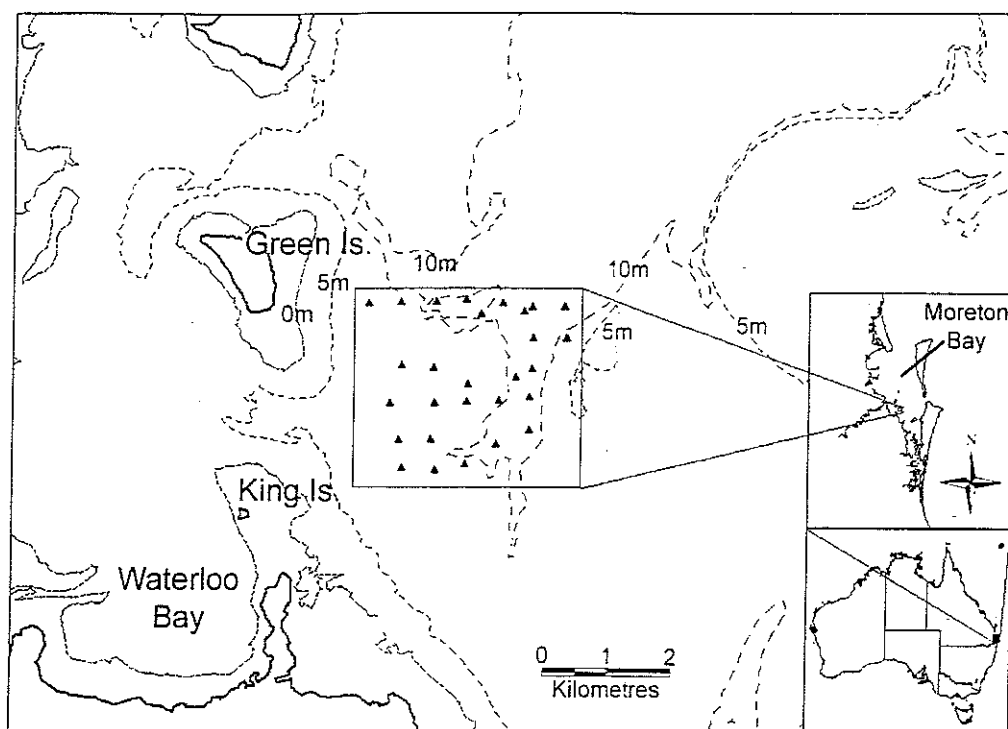 Green Is.
10m
5m
0m
10m
5m
5m
Moreton
Bay
N
King Is.
Waterloo
Bay
0 1 2
Kilometres